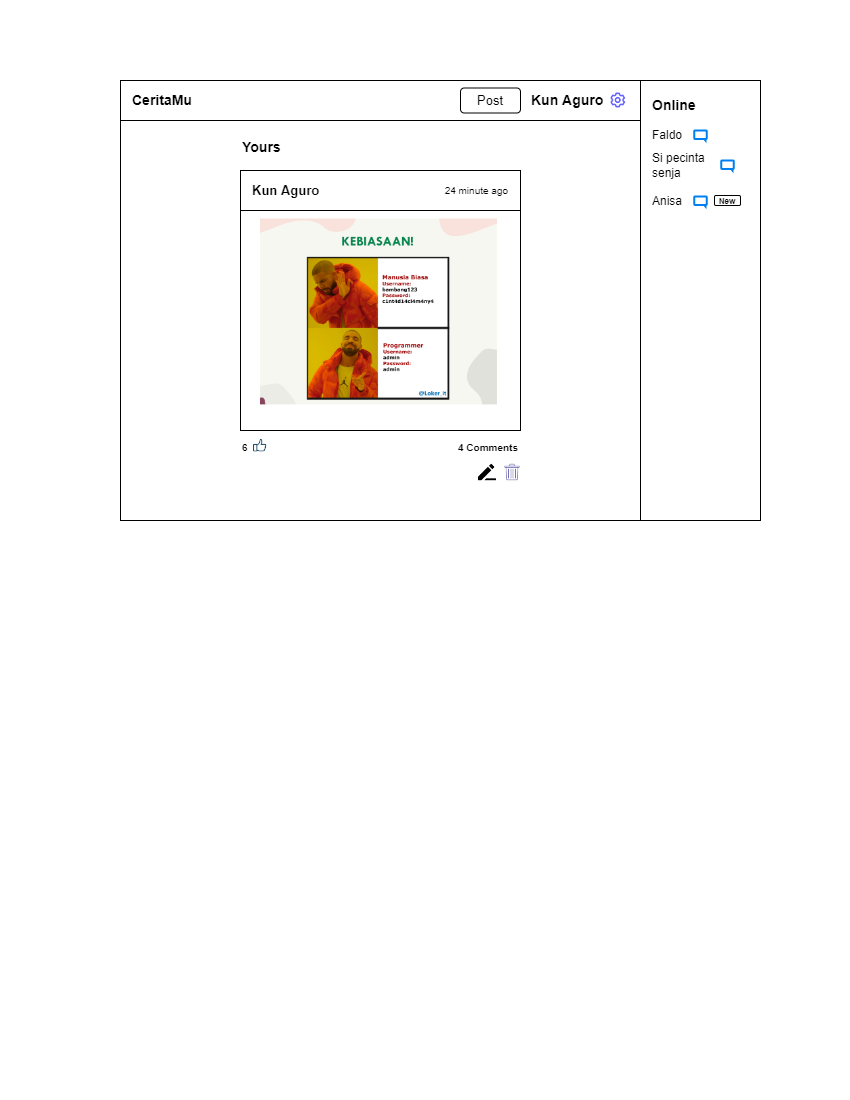 CeritaMu
Post
Kun Aguro
Yours
Kun Aguro
24 minute ago
KEBIASAAN!
Manusia Biasa
Username:
bambang123
Password:
c1nt4d14cl4m4ny4
Programmer
Username:
admin
Password:
admin
@Loker It
6
4 Comments
Online
Faldo
Si pecinta
senja
Anisa
New